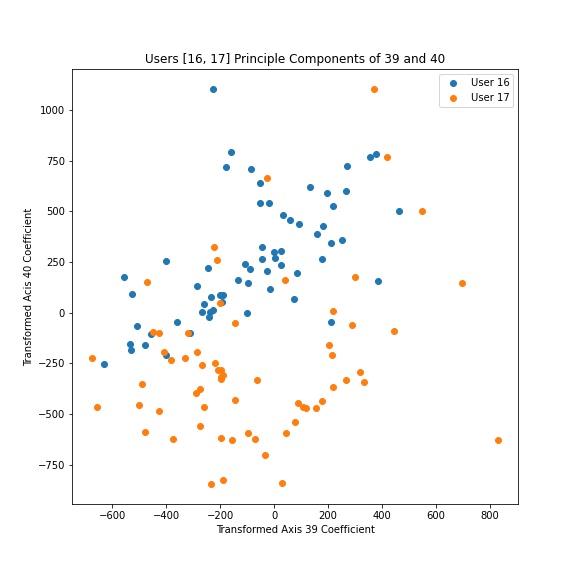 Users [16, 17] Principle Components of 39 and 40
User 16
User 17
1000
750
500
250
0
−250
−500
−750
Transformed Acis 40 Coefficient
−600 −400 −200 0 200 400 600 800
Transformed Axis 39 Coefficient